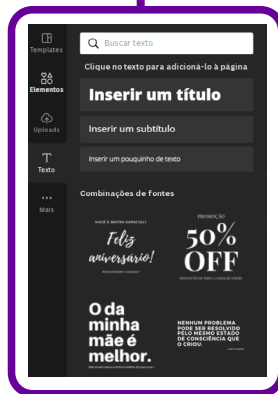 Templates
Elementos
Uploads
Texto
Mais
Buscar texto
Clique no texto para adicioná-lo à página
Inserir um título
Inserir um subtítulo
Inserir um pouquinho de texto
Combinações de fontes
VOCÊ É MUITO ESPECIAL!
Feliz
aniversário!
PROMOÇÃO
50%
OFF
O da
minha
mãe é
melhor.
NENHUM PROBLEMA
PODE SER RESOLVIDO
PELO MESMO ESTADO
DE CONSCIÊNCIA QUE
O CRIOU.